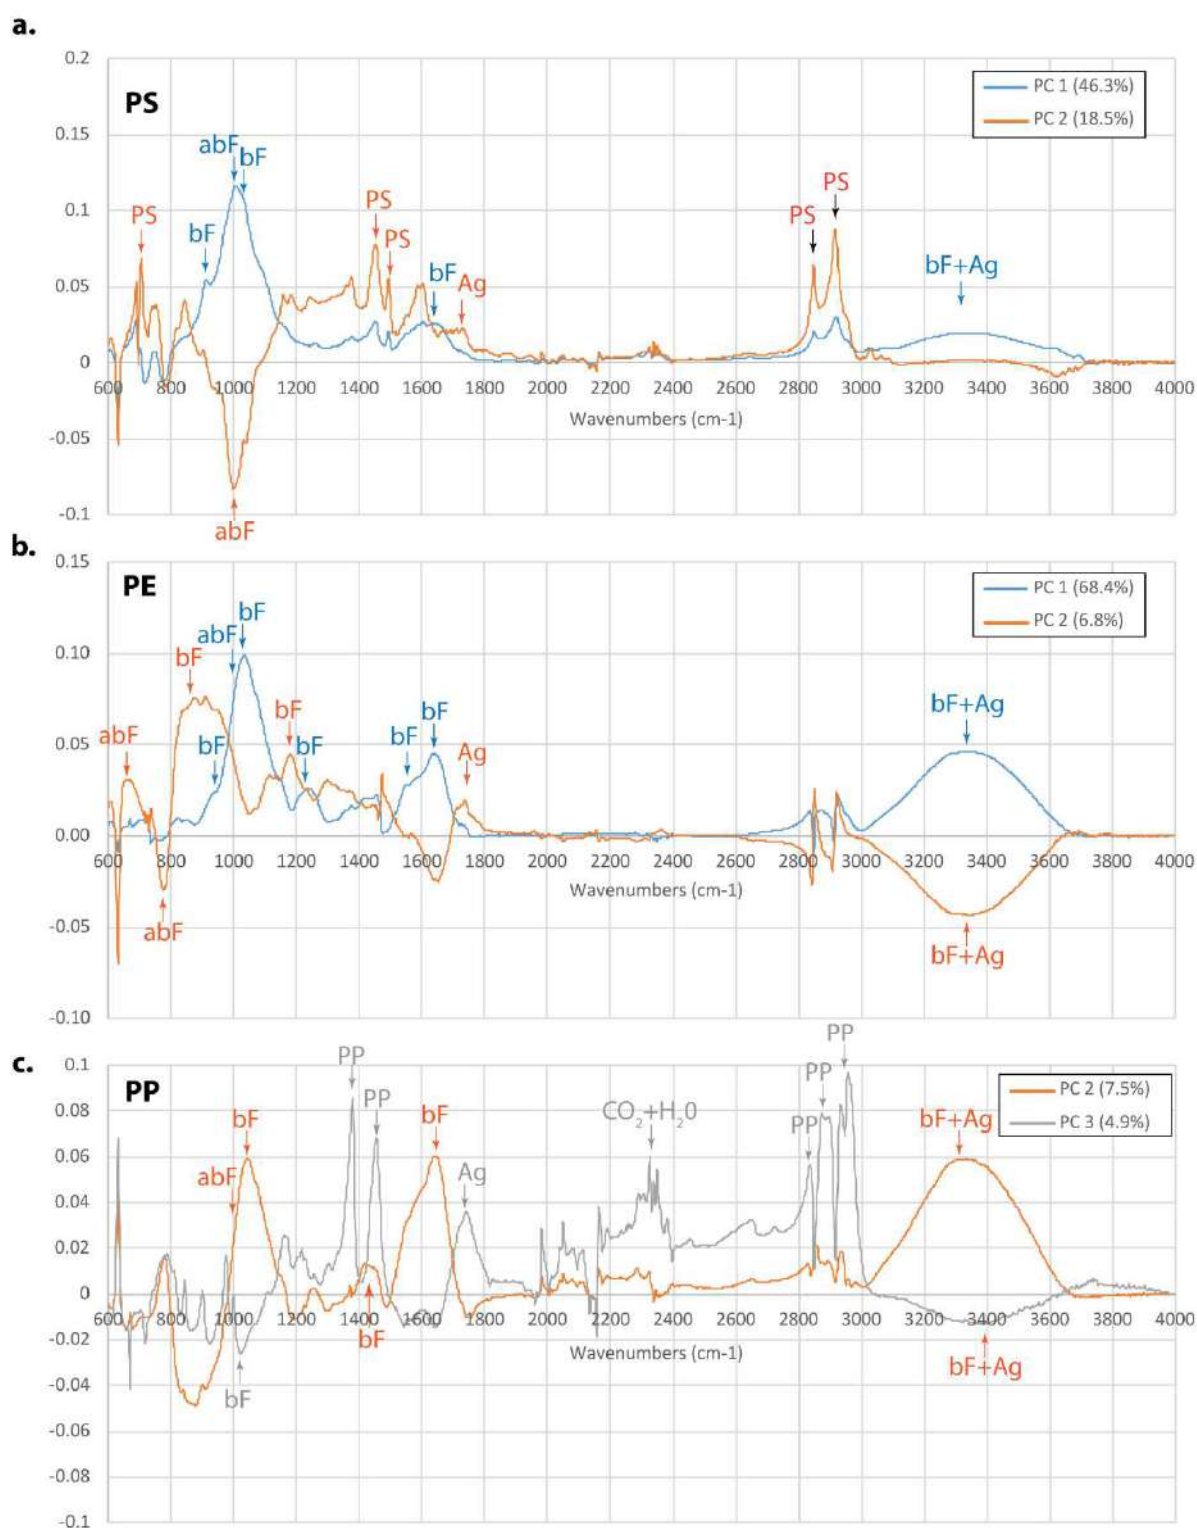 a.
0.2
PS
PC 1 (46.3%)
PC 2 (18.5%)
0.15
abF
bF
PS
PS
PS
bF
PS
PS
0.1
bF
Ag
bF+Ag
0.05
0
600 800 1000 1200 1400 1600 1800 2000 2200 2400 2600 2800 3000 3200 3400 3600 3800 4000
Wavenumbers (cm-1)
-0.05
-0.1
abF
b.
0.15
PE
PC 1 (68.4%)
PC 2 (6.8%)
bF
abF
0.10
bF
abF
bF
bF
bF
bF
bF
Ag
bF+Ag
0.05
0.00
600 800 1000 1200 1400 1600 1800 2000 2200 2400 2600 2800 3000 3200 3400 3600 3800 4000
Wavenumbers (cm-1)
abF
bF+Ag
-0.05
-0.10
c.
0.1
PP
PP
PP
PP
PP
PP
PC 2 (7.5%)
PC 3 (4.9%)
0.08
bF
bF
CO2+H20
bF+Ag
0.06
abF
Ag
0.04
0.02
0
600 800 1000 1200 1400 1600 1800 2000 2200 2400 2600 2800 3000 3200 3400 3600 3800 4000
-0.02
bF
Wavenumbers (cm-1)
bF+Ag
-0.04
bF
-0.06
-0.08
-0.1